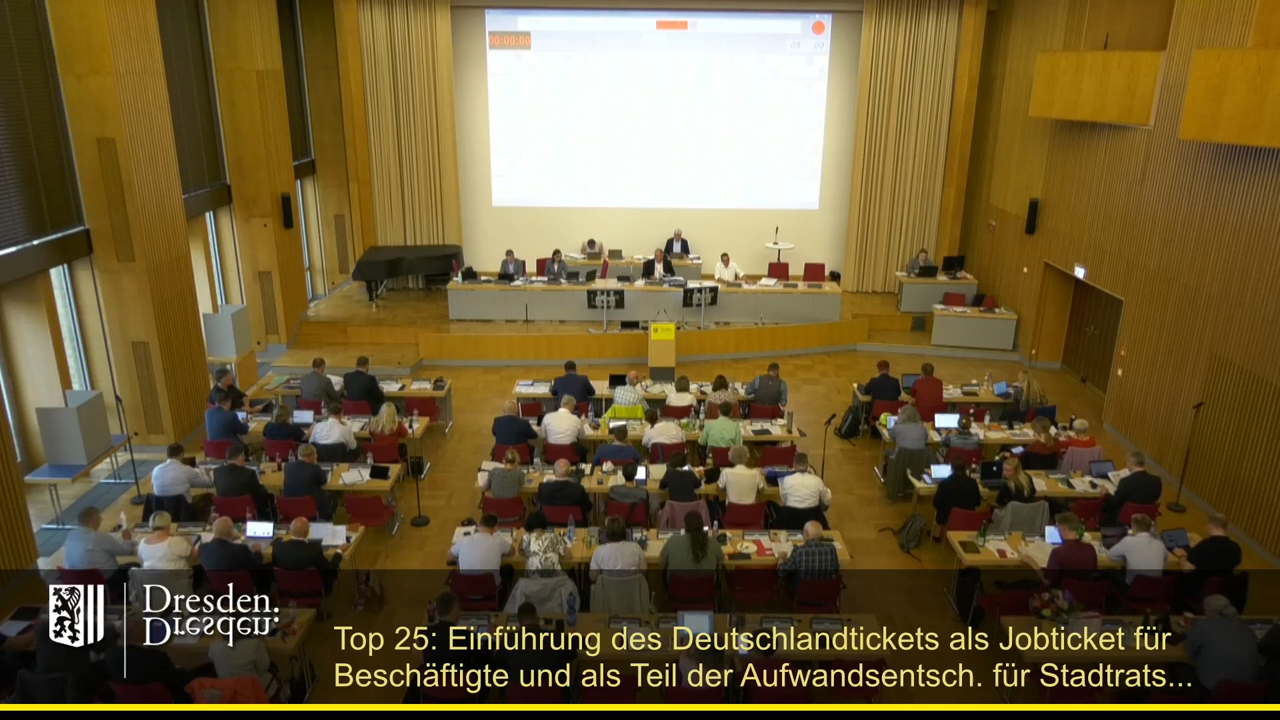 00:00:00
Dresden.
Dresden.
Top 25: Einführung des Deutschlandtickets als Jobticket für
Beschäftigte und als Teil der Aufwandsentsch. für Stadtrats...